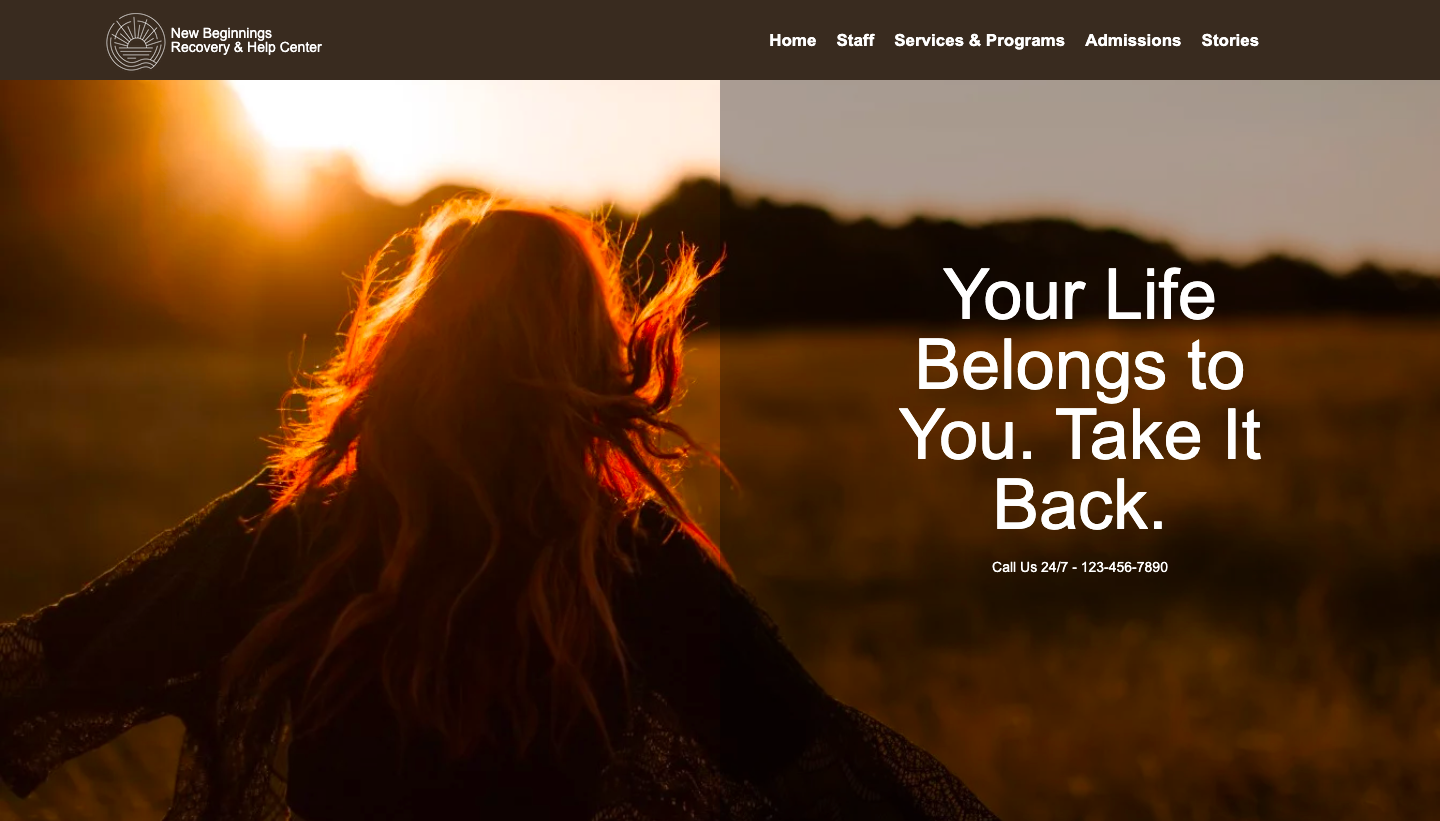 New Beginnings
Recovery & Help Center
Home Staff Services & Programs Admissions Stories
Your Life
Belongs to
You. Take It
Back.
Call Us 24/7 - 123-456-7890